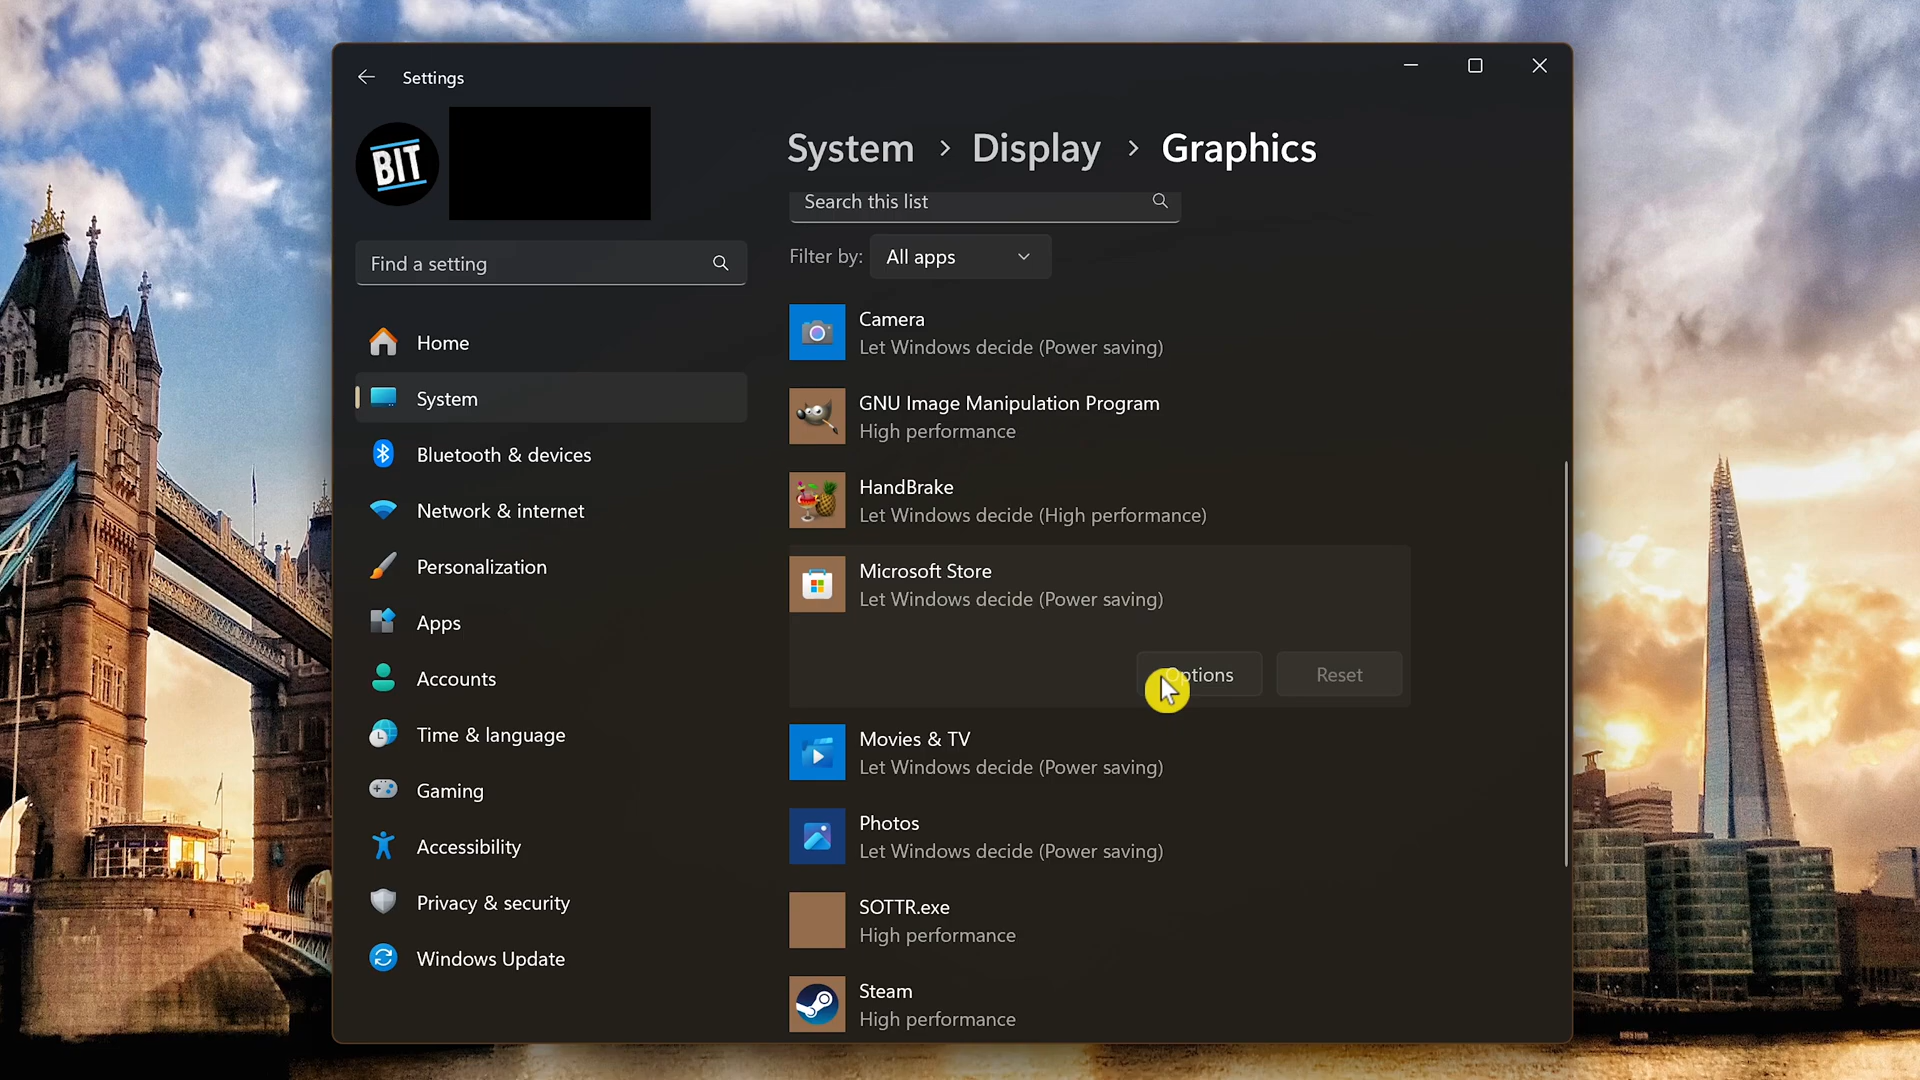 Settings
BIT
Find a setting
Home
System
Bluetooth & devices
Network & internet
Personalization
Apps
Accounts
Time & language
Gaming
Accessibility
Privacy & security
Windows Update
System > Display > Graphics
Search this list
Filter by: All apps
Camera
Let Windows decide (Power saving)
GNU Image Manipulation Program
High performance
HandBrake
Let Windows decide (High performance)
Microsoft Store
Let Windows decide (Power saving)
Options Reset
Movies & TV
Let Windows decide (Power saving)
Photos
Let Windows decide (Power saving)
SOTTR.exe
High performance
Steam
High performance